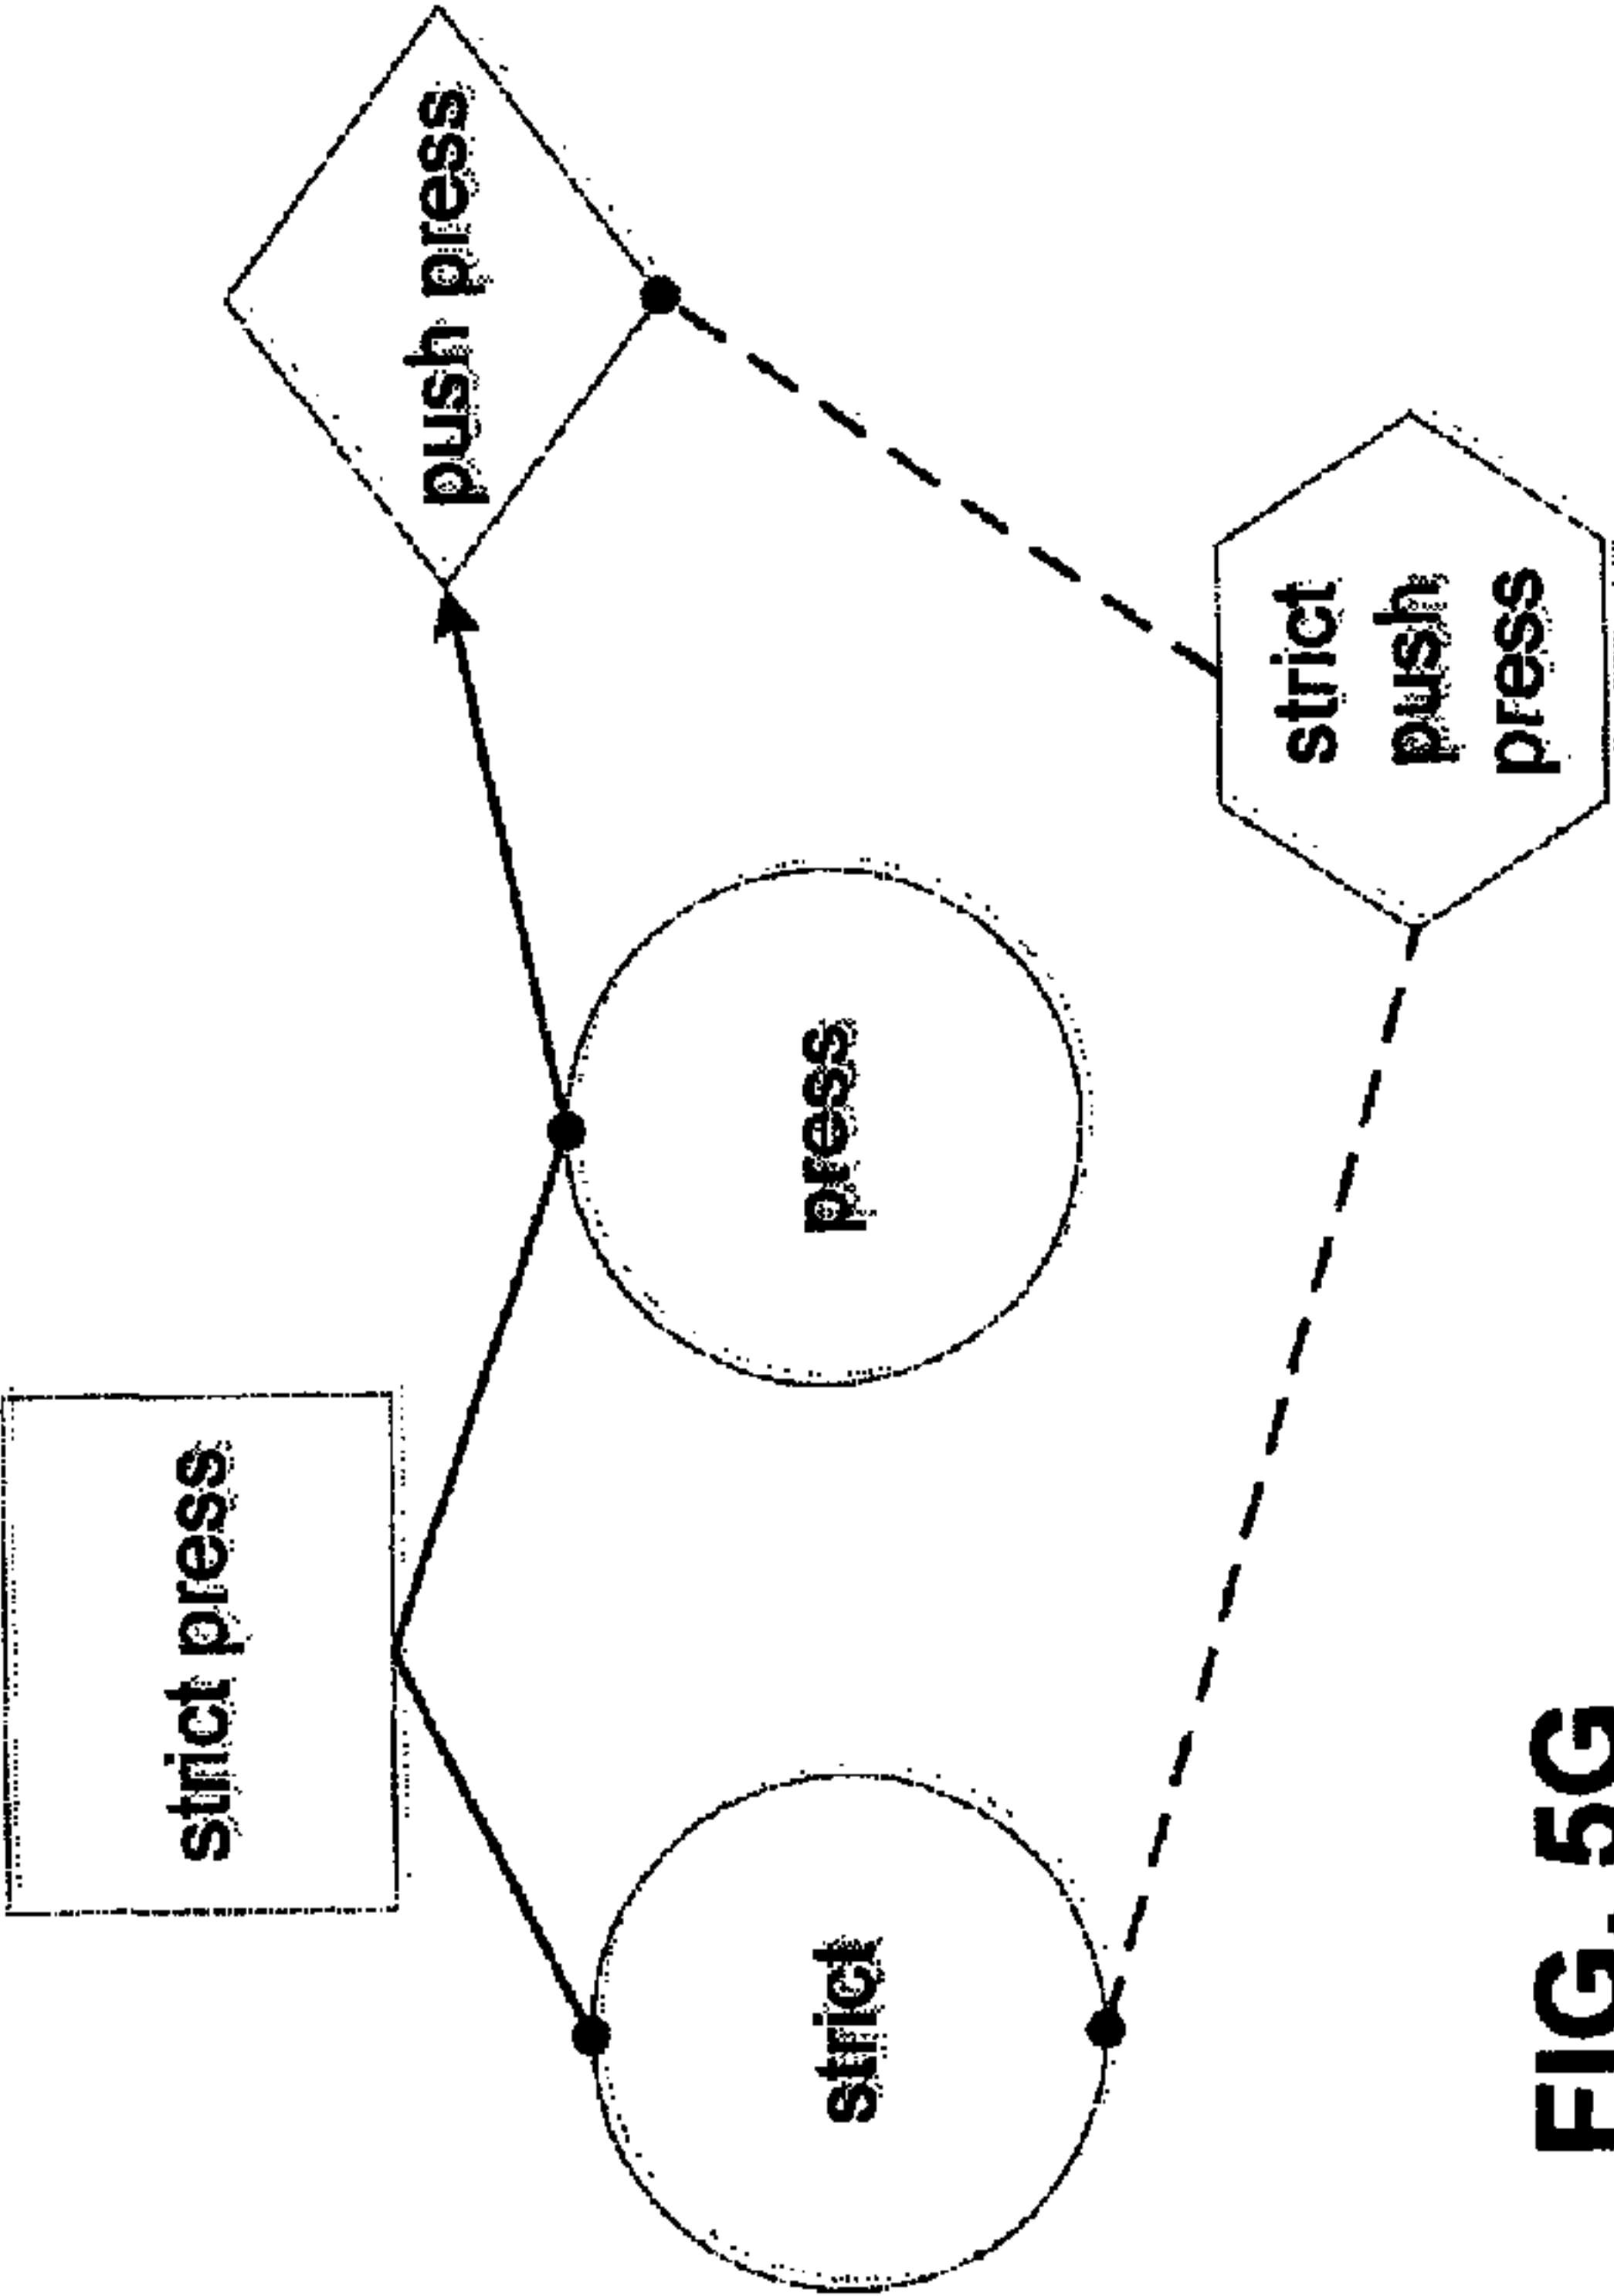 strict press
push press
strict
press
strict
push
press
FIG. 5G